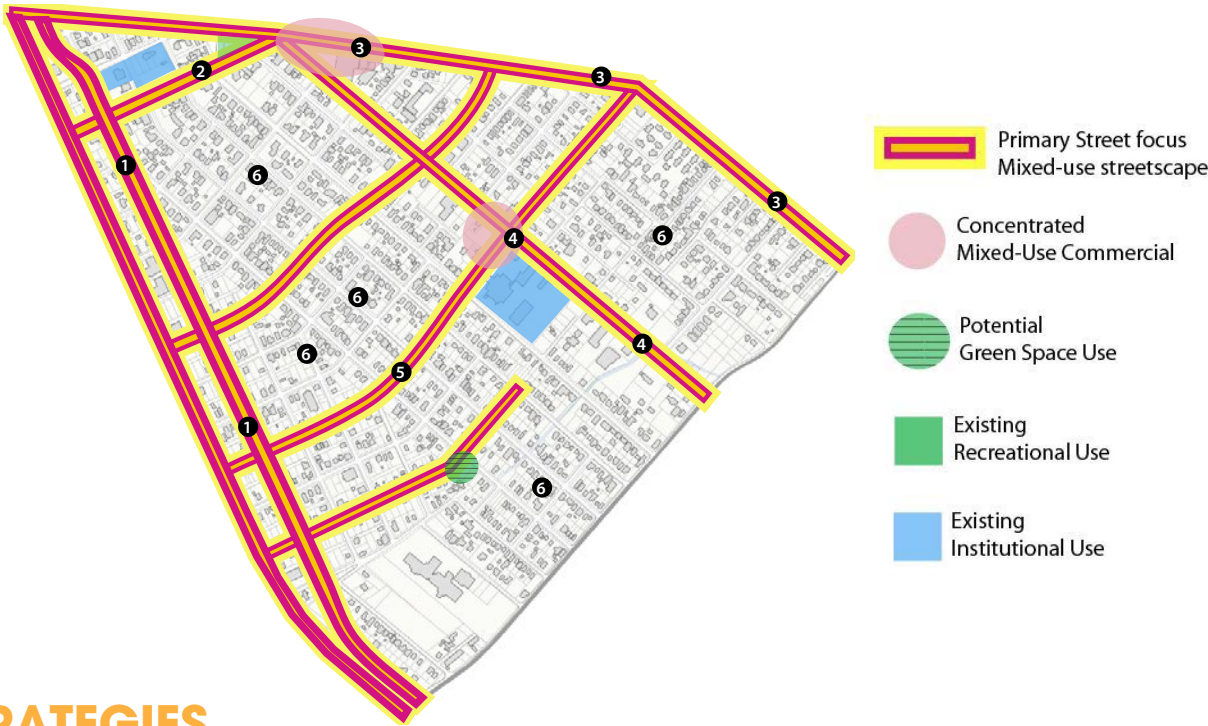 3
3
2
1
6
3
6
4
6
4
6
5
1
6
Primary Street focus
Mixed-use streetscape
Concentrated
Mixed-Use Commercial
Potential
Green Space Use
Existing
Recreational Use
Existing
Institutional Use
RATEGIES